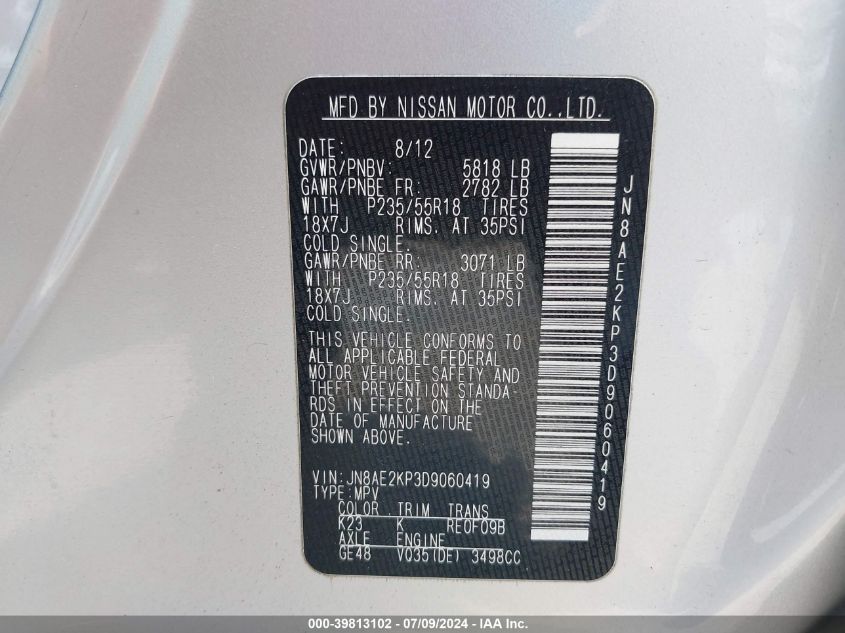 MFD BY NISSAN MOTOR CO.,LTD.
DATE: 8/12
GVWR/PNBV: 5818 LB
GAWR/PNBE FR: 2782 LB
WITH P235/55R18 TIRES
18X7J RIMS. AT 35PSI
COLD SINGLE.
GAWR/PNBE RR: 3071 LB
WITH P235/55R18 TIRES
18X7J RIMS. AT 35PSI
COLD SINGLE.
THIS VEHICLE CONFORMS TO
ALL APPLICABLE FEDERAL
MOTOR VEHICLE SAFETY AND
THEFT PREVENTION STANDA-
RDS IN EFFECT ON THE
DATE OF MANUFACTURE
SHOWN ABOVE.
VIN:JN8AE2KP3D9060419
TYPE:MPV
COLOR TRIM TRANS
K23 K RE0F09B
AXLE ENGINE
GE48 VQ35(DE) 3498CC
JN8AE2KP3D9060419
000-39813102 - 07/09/2024 - IAA Inc.